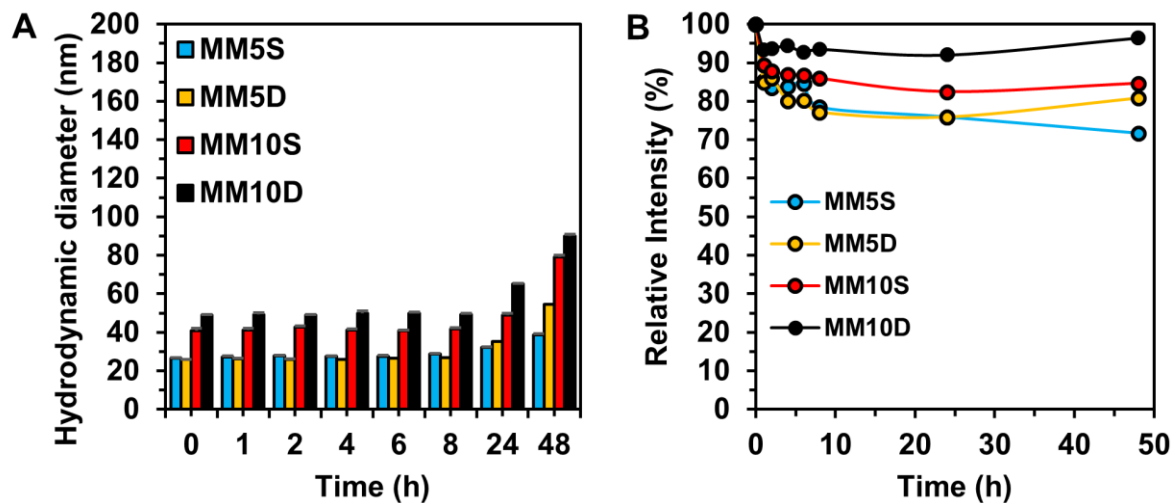 A
Hydrodynamic diameter (nm)
200
180
160
140
120
100
80
60
40
20
0
MM5S
MM5D
MM10S
MM10D
0 1 2 4 6 8 24 48
Time (h)
B
Relative Intensity (%)
100
90
80
70
60
50
40
30
20
10
0
MM5S
MM5D
MM10S
MM10D
0 10 20 30 40 50
Time (h)